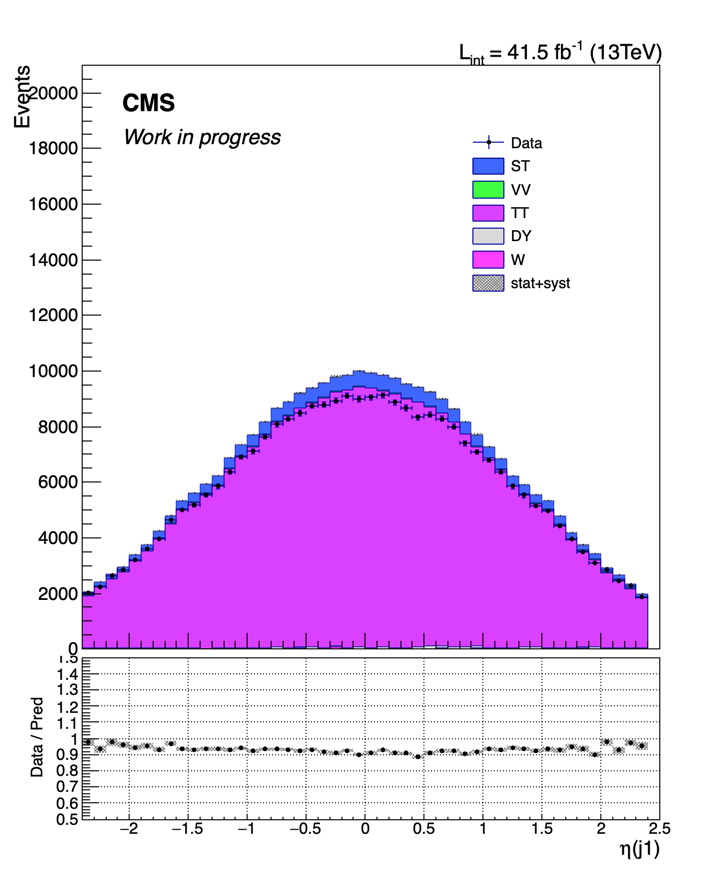 L_int = 41.5 fb⁻¹ (13TeV)
Events
20000
18000
16000
14000
12000
10000
8000
6000
4000
2000
0
CMS
Work in progress
Data
ST
VV
TT
DY
W
stat+syst
Data / Pred
1.5
1.4
1.3
1.2
1.1
1
0.9
0.8
0.7
0.6
0.5
−2 −1.5 −1 −0.5 0 0.5 1 1.5 2 2.5
η(j1)